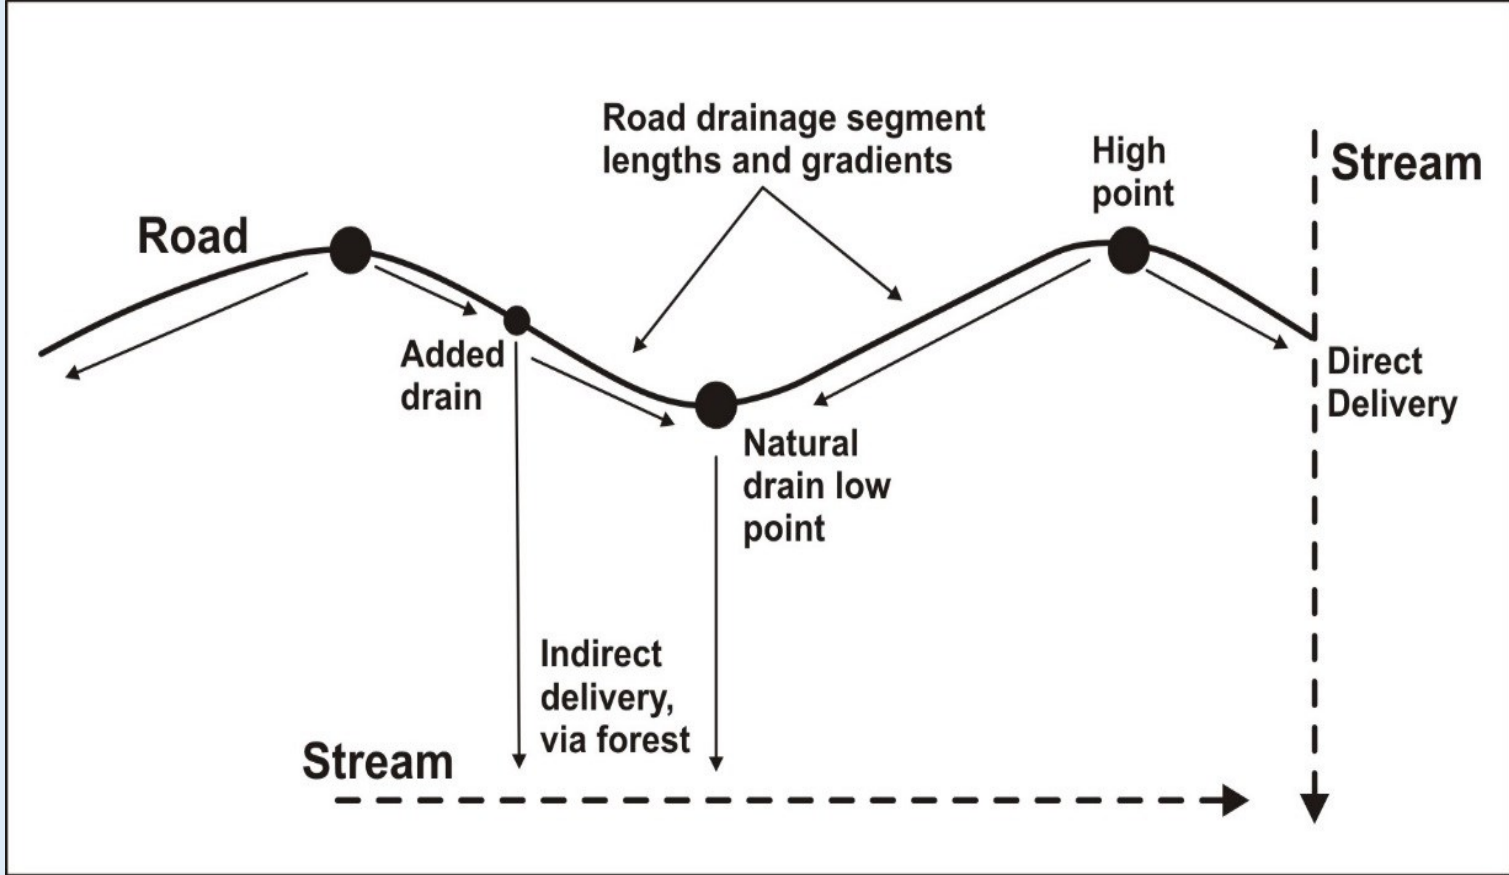 Road drainage segment
lengths and gradients
High
point
Stream
Road
Added
drain
Direct
Delivery
Natural
drain low
point
Indirect
delivery,
via forest
Stream